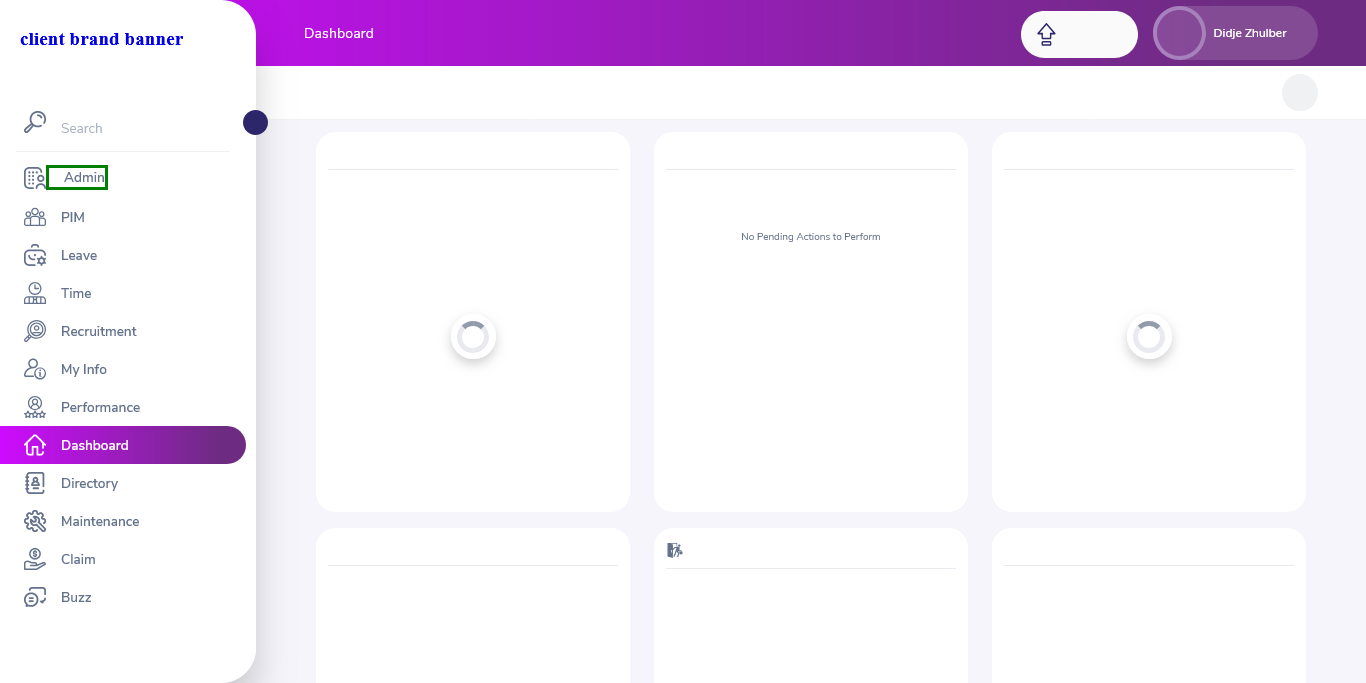 client brand banner
Dashboard
Didje Zhulber
Search
Admin
PIM
Leave
Time
Recruitment
My Info
Performance
Dashboard
Directory
Maintenance
Claim
Buzz
No Pending Actions to Perform